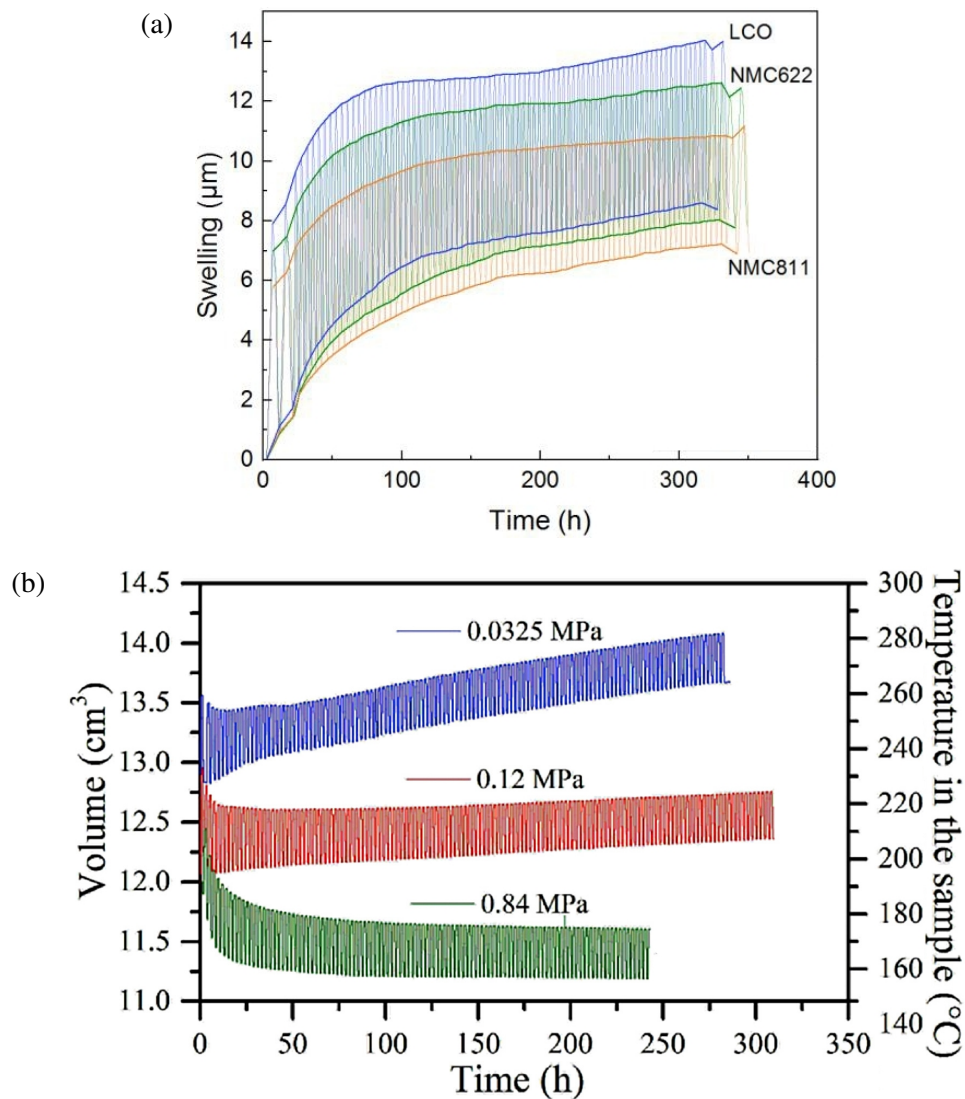 (a)
14
12
10
8
6
4
2
0
Swelling (µm)
LCO
NMC622
NMC811
0
100
200
300
400
Time (h)
(b)
14.5
14.0
13.5
13.0
12.5
12.0
11.5
11.0
Volume (cm³)
0.0325 MPa
0.12 MPa
0.84 MPa
300
280
260
240
220
200
180
160
140
Temperature in the sample (°C)
0
50
100
150
200
250
300
350
Time (h)